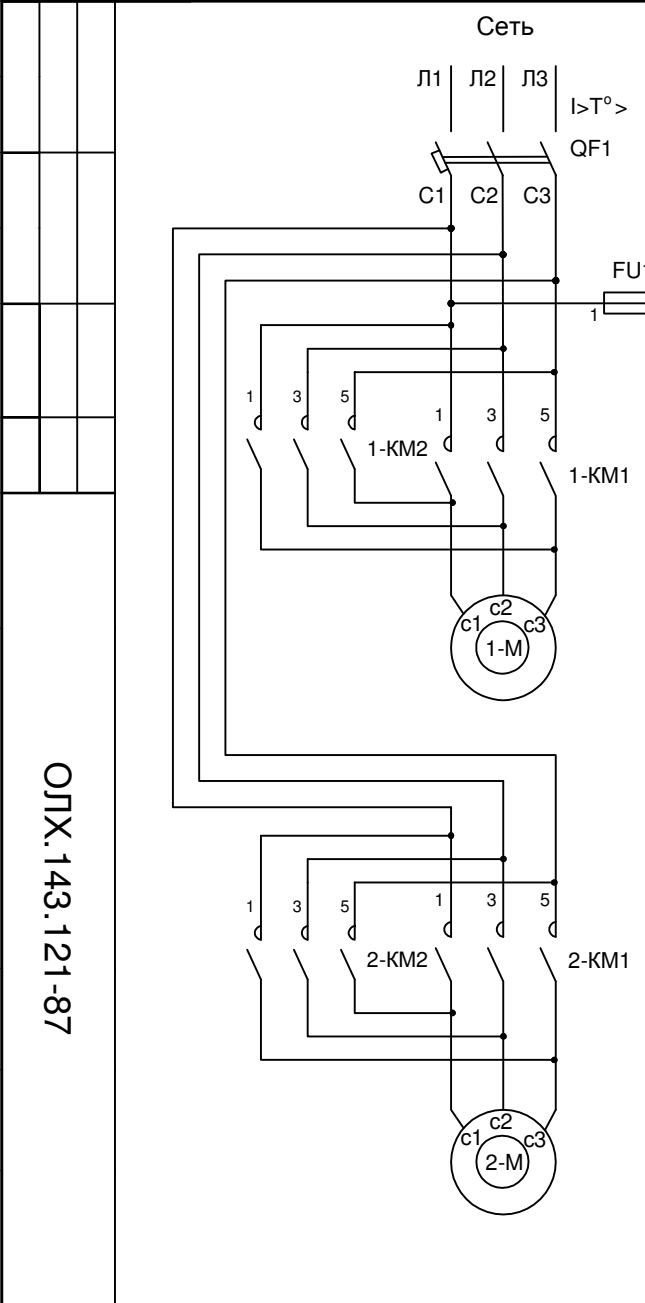 Сеть
Л1 Л2 Л3
I>T°>
QF1
С1 С2 С3
FU1
1
1 3 5
1-КМ2
1 3 5
1-КМ1
с1 с2 с3
1-М
1 3 5
2-КМ2
1 3 5
2-КМ1
с1 с2 с3
2-М
ОЛХ.143.121-87